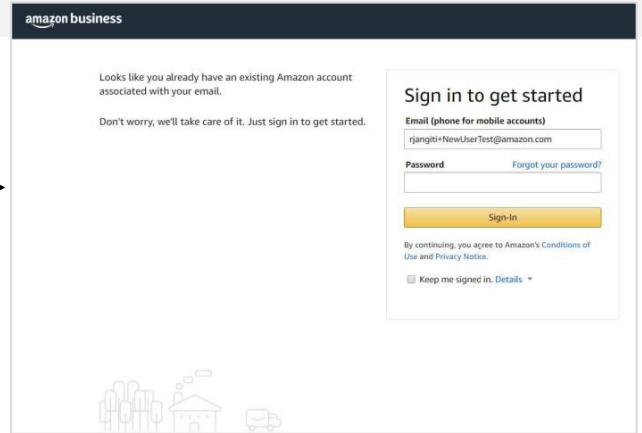 amazon business
Looks like you already have an existing Amazon account
associated with your email.
Don't worry, we'll take care of it. Just sign in to get started.
Sign in to get started
Email (phone for mobile accounts)
rjangiti+NewUserTest@amazon.com
Password Forgot your password?
Sign-In
By continuing, you agree to Amazon's Conditions of
Use and Privacy Notice.
Keep me signed in. Details